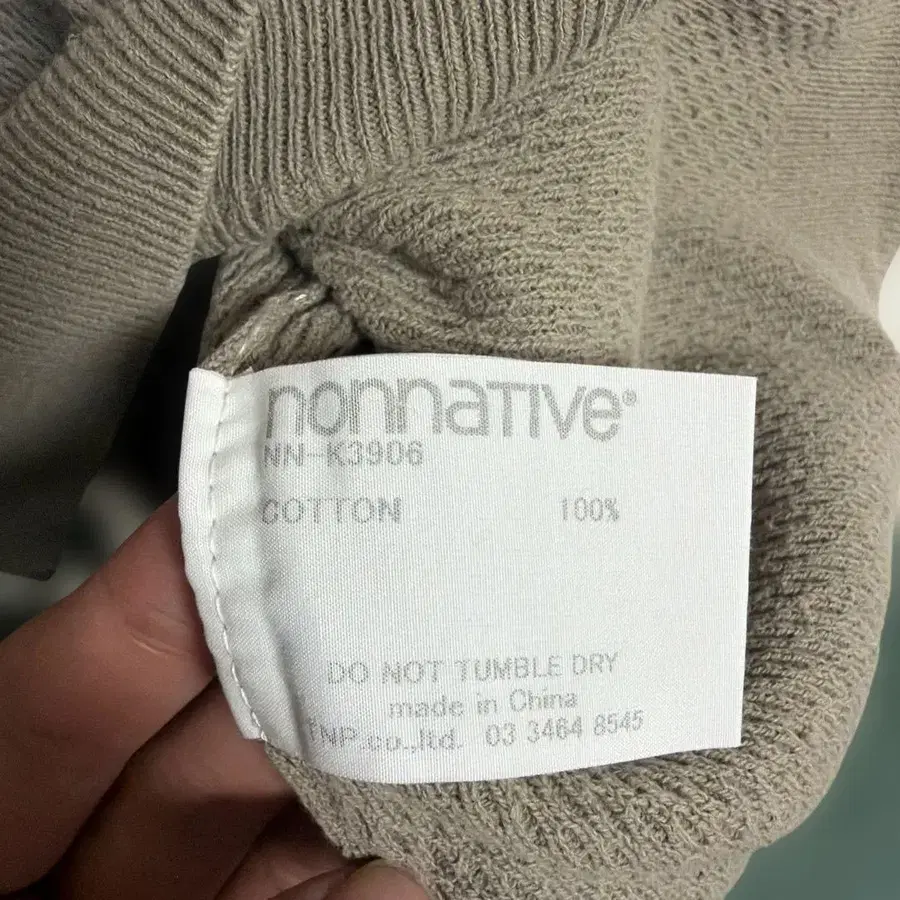 nonnative®
NN-K3906
COTTON 100%
DO NOT TUMBLE DRY
made in China
TNP.co.,ltd. 03 3464 8545